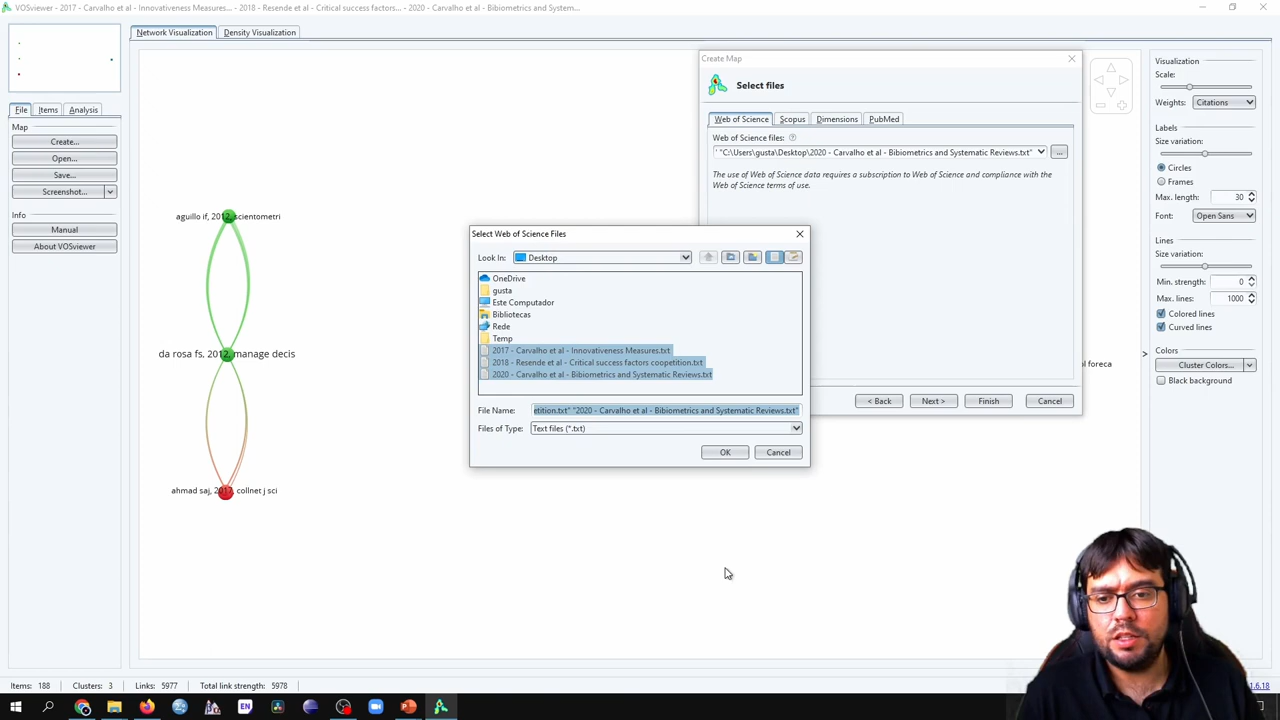 VOSviewer - 2017 - Carvalho et al - Innovativeness Measures... - 2018 - Resende et al - Critical success factors... - 2020 - Carvalho et al - Bibiometrics and System...
Network Visualization
Density Visualization
File
Items
Analysis
Map
Create...
Open...
Save...
Screenshot...
Info
Manual
About VOSviewer
aguillo if, 2012, scientometri
da rosa fs, 2012, manage decis
ahmad saj, 2017, collnet j sci
Create Map
Select files
Web of Science
Scopus
Dimensions
PubMed
Web of Science files:
" "C:\Users\gusta\Desktop\2020 - Carvalho et al - Bibiometrics and Systematic Reviews.txt"
...
The use of Web of Science data requires a subscription to Web of Science and compliance with the
Web of Science terms of use.
< Back
Next >
Finish
Cancel
Select Web of Science Files
Look In:
Desktop
OneDrive
gusta
Este Computador
Bibliotecas
Rede
Temp
2017 - Carvalho et al - Innovativeness Measures.txt
2018 - Resende et al - Critical success factors coopetition.txt
2020 - Carvalho et al - Bibiometrics and Systematic Reviews.txt
File Name:
etition.txt" "2020 - Carvalho et al - Bibiometrics and Systematic Reviews.txt"
Files of Type:
Text files (*.txt)
OK
Cancel
ol foreca
Visualization
Scale:
Weights:
Citations
Labels
Size variation:
Circles
Frames
Max. length:
30
Font:
Open Sans
Lines
Size variation:
Min. strength:
0
Max. lines:
1000
Colored lines
Curved lines
Colors
Cluster Colors...
Black background
Items: 188
Clusters: 3
Links: 5977
Total link strength: 5978
1.6.18
EN